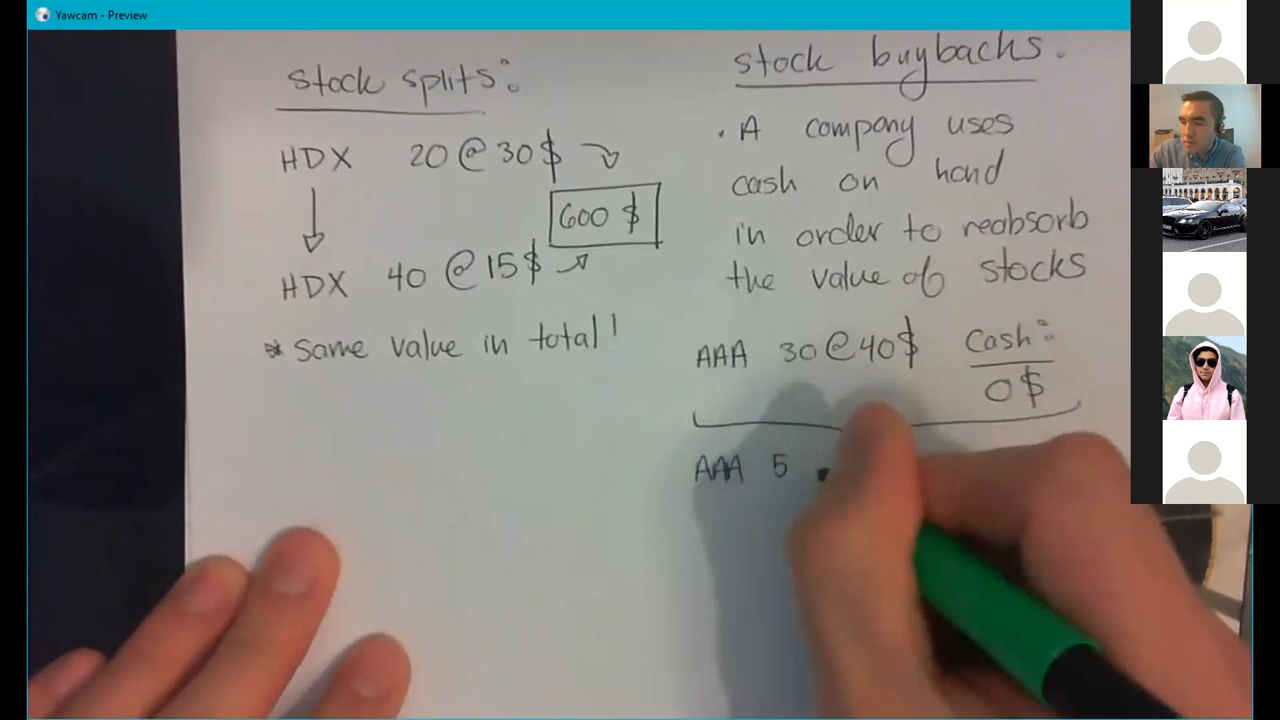 Yawcam - Preview
stock splits:
HDX 20 @ 30$
600 $
HDX 40 @ 15$
* Same value in total!
stock buybacks.
. A company uses
cash on hand
in order to reabsorb
the value of stocks
AAA 30 @ 40$ Cash:
0$
AAA 5